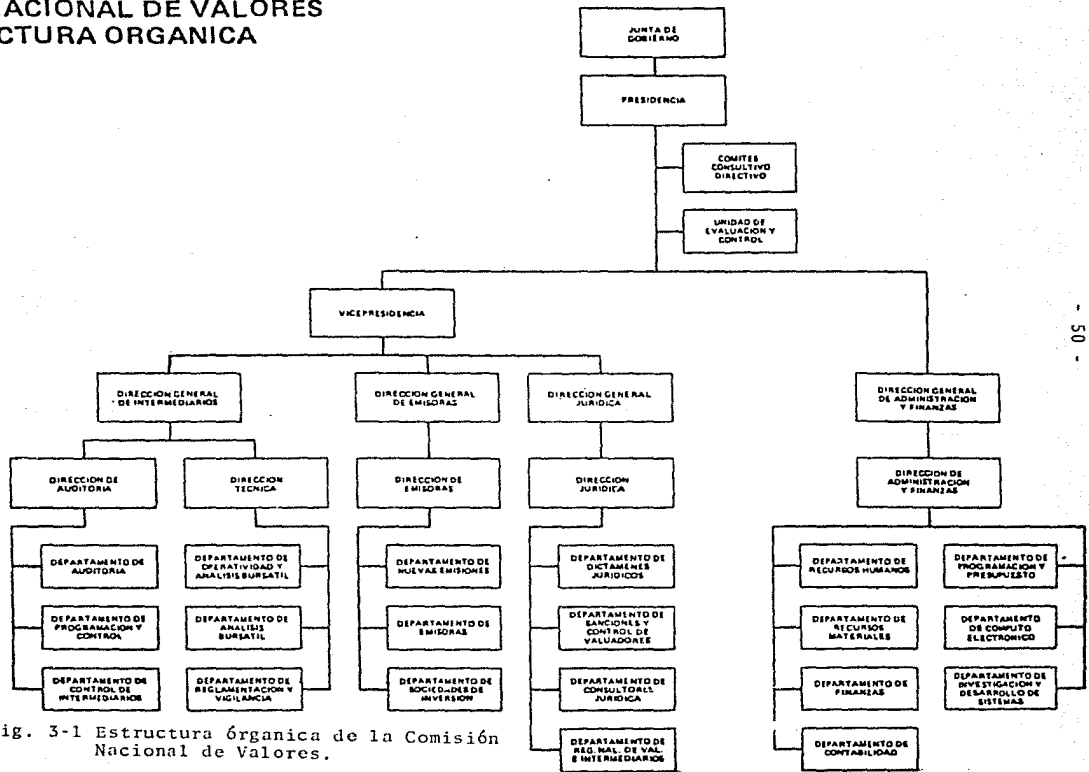 ACIONAL DE VALORES
CTURA ORGANICA
JUNTA DE
GOBIERNO
PRESIDENCIA
COMITES
CONSULTIVO
DIRECTIVO
UNIDAD DE
EVALUACION Y
CONTROL
VICEPRESIDENCIA
- 50 -
DIRECCION GENERAL
DE INTERMEDIARIOS
DIRECCION GENERAL
DE EMISORAS
DIRECCION GENERAL
JURIDICA
DIRECCION GENERAL
DE ADMINISTRACION
Y FINANZAS
DIRECCION DE
AUDITORIA
DIRECCION
TECNICA
DIRECCION DE
EMISORAS
DIRECCION
JURIDICA
DIRECCION DE
ADMINISTRACION
Y FINANZAS
DEPARTAMENTO DE
AUDITORIA
DEPARTAMENTO DE
OPERATIVIDAD Y
ANALISIS BURSATIL
DEPARTAMENTO DE
NUEVAS EMISIONES
DEPARTAMENTO DE
DICTAMENES
JURIDICOS
DEPARTAMENTO DE
RECURSOS HUMANOS
DEPARTAMENTO DE
PROGRAMACION Y
PRESUPUESTO
DEPARTAMENTO DE
PROGRAMACION Y
CONTROL
DEPARTAMENTO DE
ANALISIS
BURSATIL
DEPARTAMENTO DE
EMISORAS
DEPARTAMENTO DE
SANCIONES Y
CONTROL DE
VALUADORES
DEPARTAMENTO DE
RECURSOS
MATERIALES
DEPARTAMENTO
DE COMPUTO
ELECTRONICO
DEPARTAMENTO DE
CONTROL DE
INTERMEDIARIOS
DEPARTAMENTO DE
REGLAMENTACION Y
VIGILANCIA
DEPARTAMENTO DE
SOCIEDADES DE
INVERSION
DEPARTAMENTO DE
CONSULTORIA
JURIDICA
DEPARTAMENTO DE
FINANZAS
DEPARTAMENTO DE
INVESTIGACION Y
DESARROLLO DE
SISTEMAS
DEPARTAMENTO DE
REG. NAL. DE VAL.
E INTERMEDIARIOS
DEPARTAMENTO DE
CONTABILIDAD
ig. 3-1 Estructura órganica de la Comisión
Nacional de Valores.